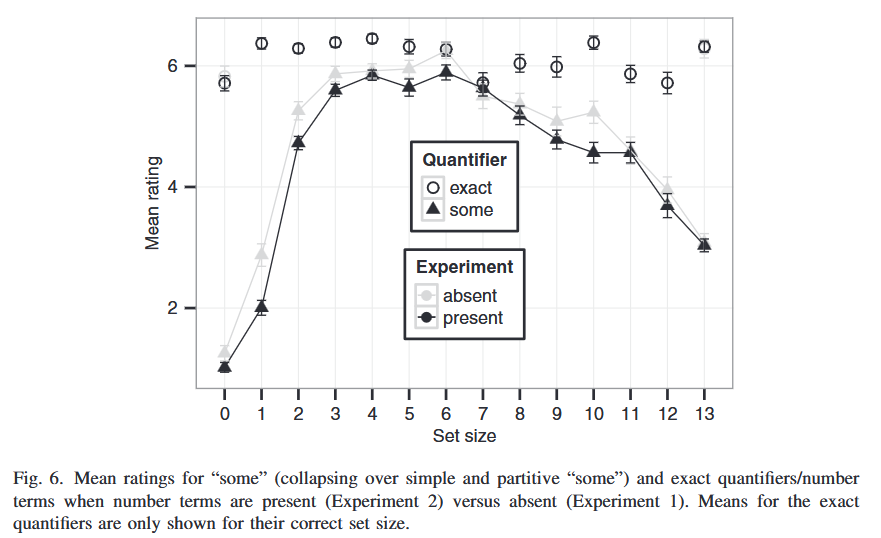 6
4
2
Mean rating
Quantifier
exact
some
Experiment
absent
present
0 1 2 3 4 5 6 7 8 9 10 11 12 13
Set size
Fig. 6. Mean ratings for “some” (collapsing over simple and partitive “some”) and exact quantifiers/number
terms when number terms are present (Experiment 2) versus absent (Experiment 1). Means for the exact
quantifiers are only shown for their correct set size.